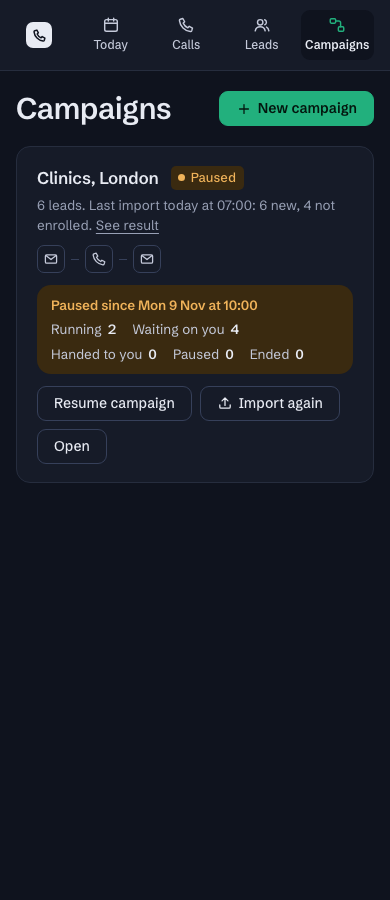 Today
Calls
Leads
Campaigns
Campaigns
New campaign
Clinics, London
Paused
6 leads. Last import today at 07:00: 6 new, 4 not
enrolled. See result
Paused since Mon 9 Nov at 10:00
Running 2 Waiting on you 4
Handed to you 0 Paused 0 Ended 0
Resume campaign
Import again
Open